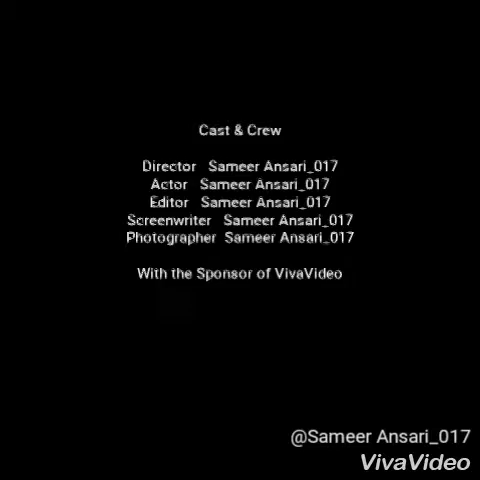 Cast & Crew
Director Sameer Ansari_017
Actor Sameer Ansari_017
Editor Sameer Ansari_017
Screenwriter Sameer Ansari_017
Photographer Sameer Ansari_017
With the Sponsor of VivaVideo
@Sameer Ansari_017
VivaVideo